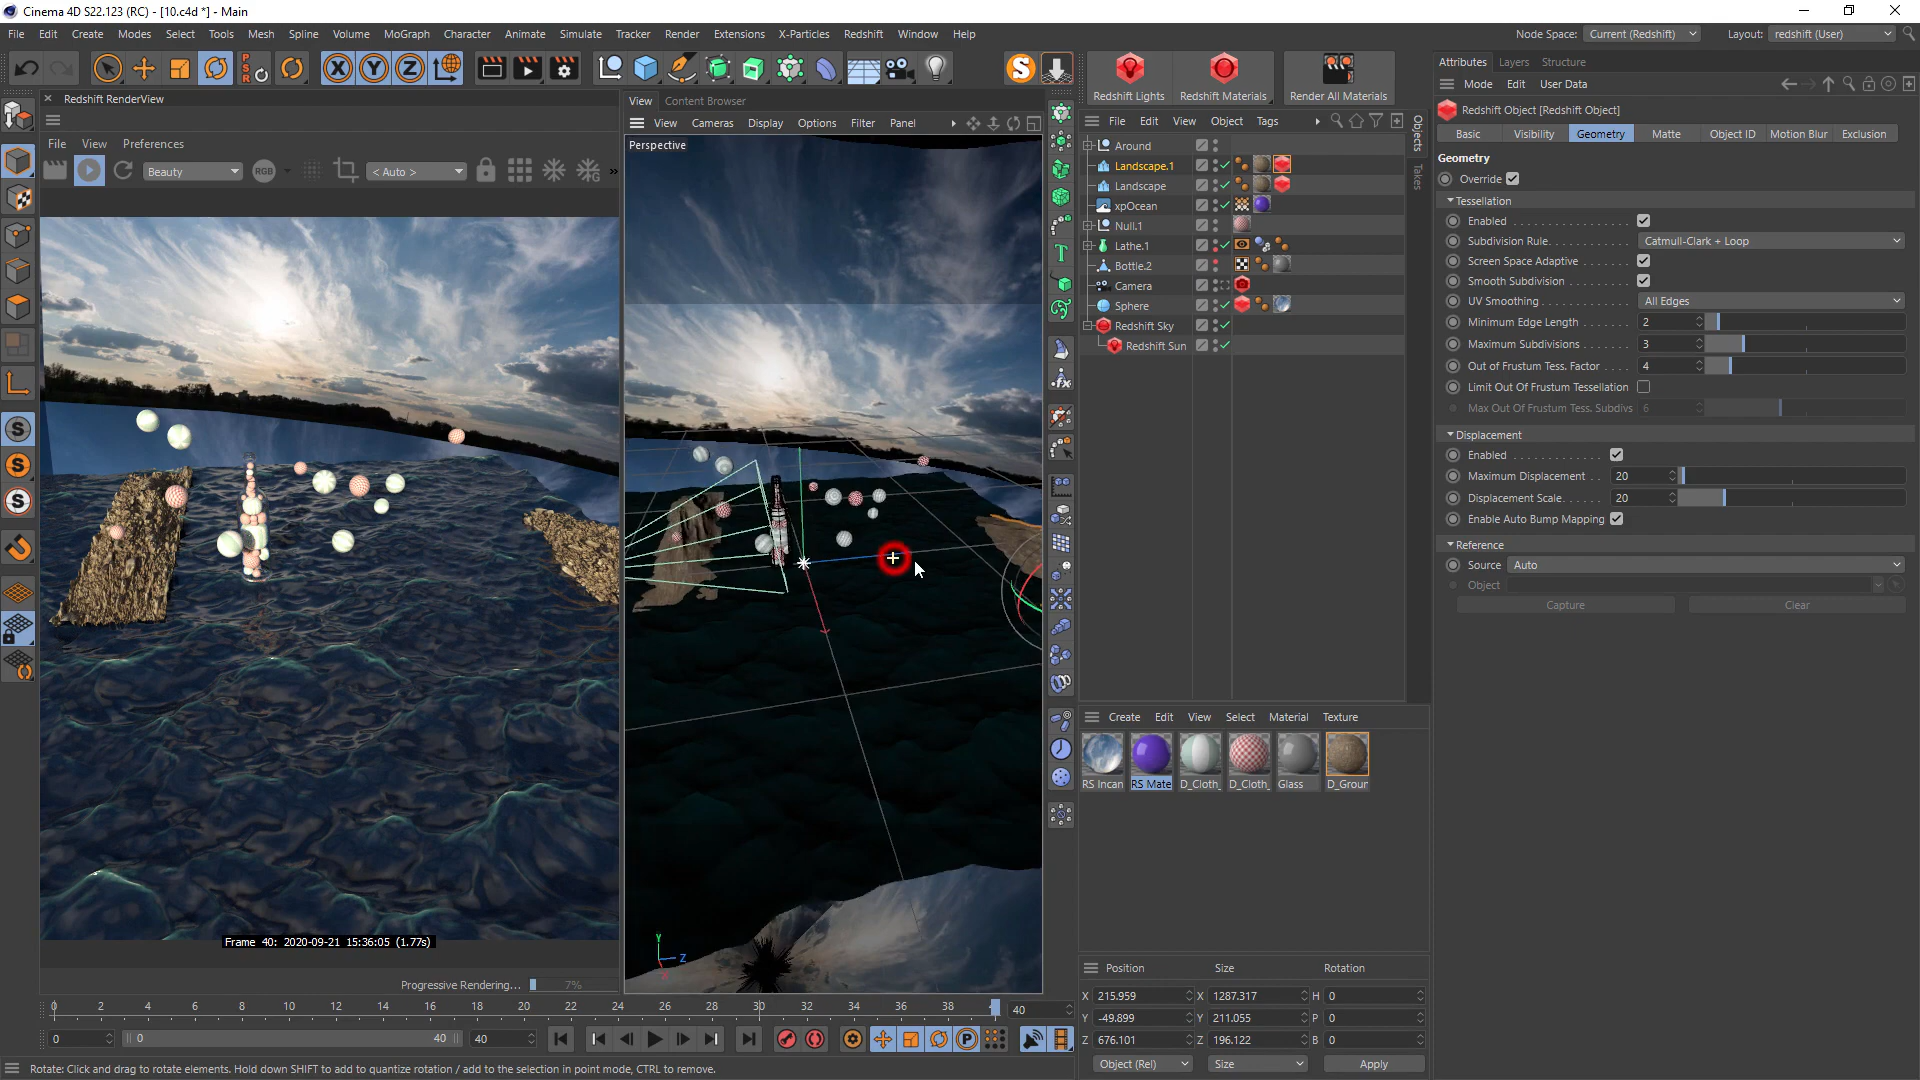 Cinema 4D S22.123 (RC) - [10.c4d *] - Main
File Edit Create Modes Select Tools Mesh Spline Volume MoGraph Character Animate Simulate Tracker Render Extensions X-Particles Redshift Window Help
Node Space: Current (Redshift) Layout: redshift (User)
Redshift Lights Redshift Materials Render All Materials
Attributes Layers Structure
Mode Edit User Data
Redshift RenderView
File View Preferences
Beauty RGB < Auto >
Frame 40: 2020-09-21 15:36:05 (1.77s)
Progressive Rendering... 7%
View Content Browser
View Cameras Display Options Filter Panel
Perspective
Y
Z
X
File Edit View Object Tags
Objects
Takes
Around
Landscape.1
Landscape
xpOcean
Null.1
Lathe.1
Bottle.2
Camera
Sphere
Redshift Sky
Redshift Sun
Redshift Object [Redshift Object]
Basic Visibility Geometry Matte Object ID Motion Blur Exclusion
Geometry
Override
Tessellation
Enabled
Subdivision Rule Catmull-Clark + Loop
Screen Space Adaptive
Smooth Subdivision
UV Smoothing All Edges
Minimum Edge Length 2
Maximum Subdivisions 3
Out of Frustum Tess. Factor 4
Limit Out Of Frustum Tessellation
Max Out Of Frustum Tess. Subdivs 6
Displacement
Enabled
Maximum Displacement 20
Displacement Scale 20
Enable Auto Bump Mapping
Reference
Source Auto
Object
Capture Clear
Create Edit View Select Material Texture
RS Incan RS Mate D_Cloth_ D_Cloth_ Glass D_Groun
Position Size Rotation
X 215.959 X 1287.317 H 0
Y -49.899 Y 211.055 P 0
Z 676.101 Z 196.122 B 0
Object (Rel) Size Apply
0 2 4 6 8 10 12 14 16 18 20 22 24 26 28 30 32 34 36 38 40
0 0 40 40
Rotate: Click and drag to rotate elements. Hold down SHIFT to add to quantize rotation / add to the selection in point mode, CTRL to remove.